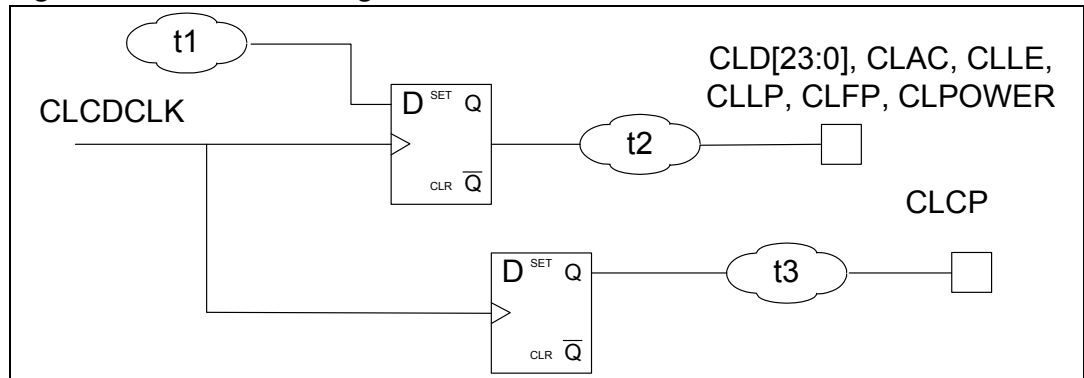 t1
CLD[23:0], CLAC, CLLE,
CLLP, CLFP, CLPOWER
CLCDCLK
D SET Q
t2
CLR Q
CLCP
D SET Q
t3
CLR Q